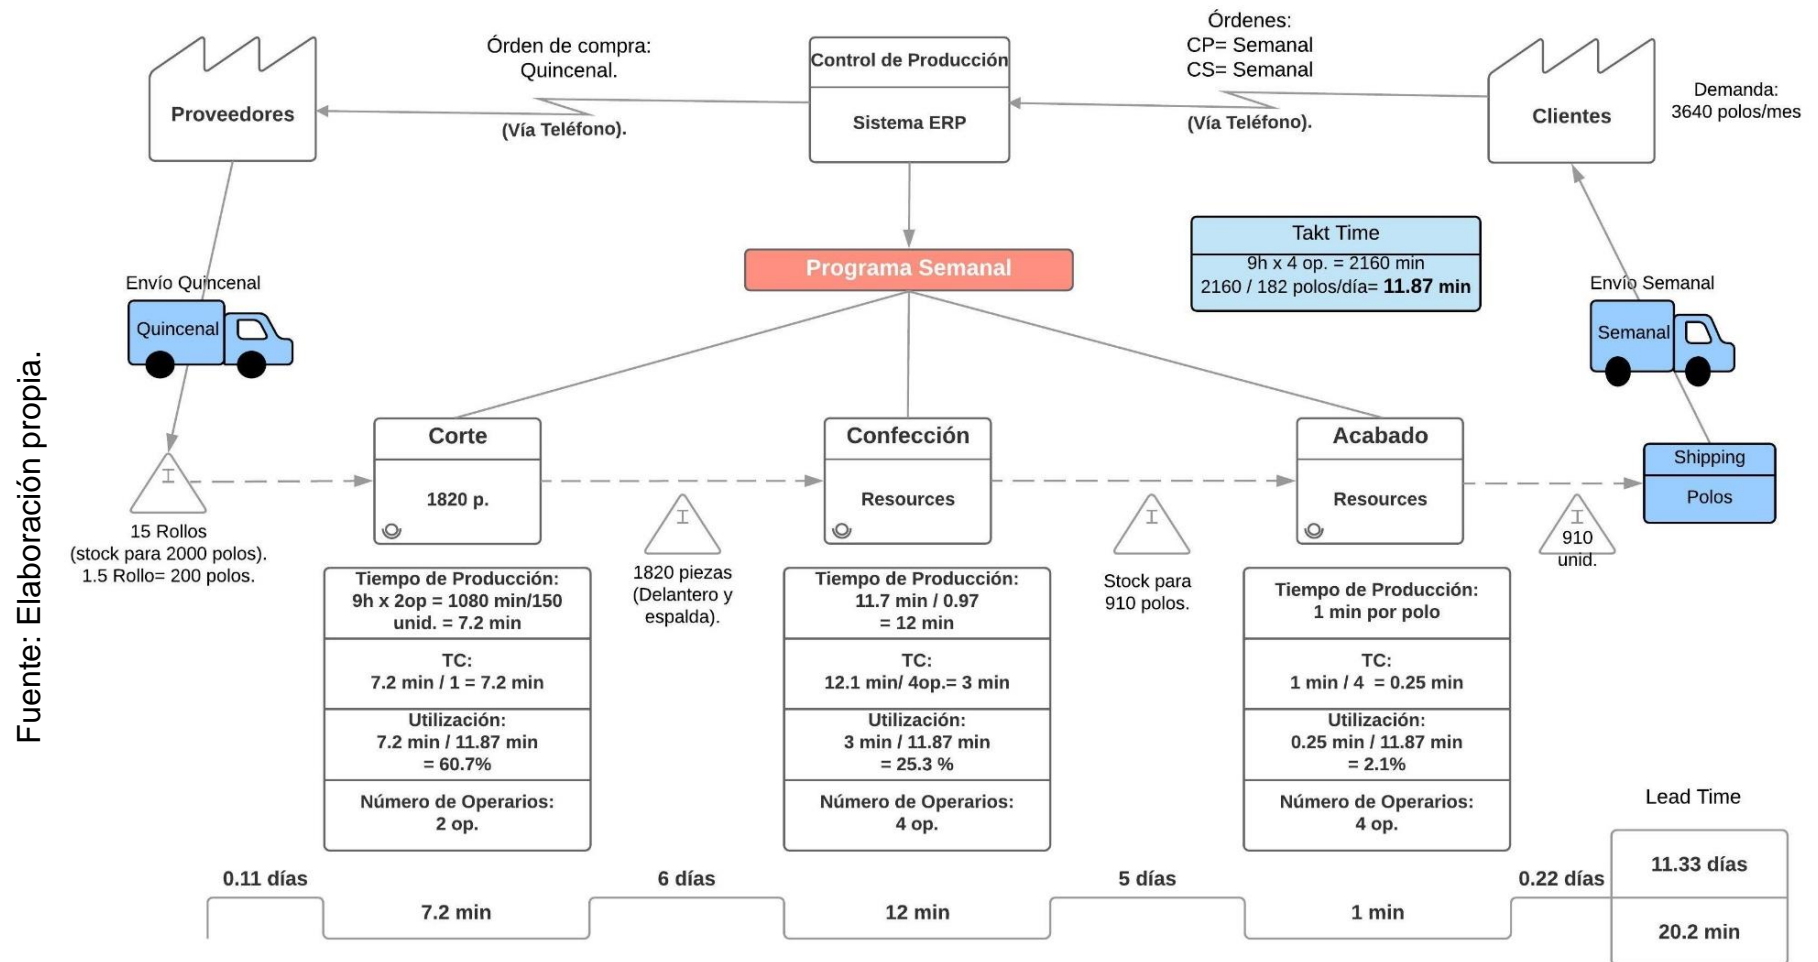 Órden de compra:
Quincenal.
(Vía Teléfono).
Proveedores
Control de Producción
Sistema ERP
Órdenes:
CP= Semanal
CS= Semanal
(Vía Teléfono).
Clientes
Demanda:
3640 polos/mes
Takt Time
9h x 4 op. = 2160 min
2160 / 182 polos/día= 11.87 min
Programa Semanal
Envío Quincenal
Quincenal
Envío Semanal
Semanal
Fuente: Elaboración propia.
I
15 Rollos
(stock para 2000 polos).
1.5 Rollo= 200 polos.
Corte
1820 p.
I
1820 piezas
(Delantero y
espalda).
Confección
Resources
I
Stock para
910 polos.
Acabado
Resources
I
910
unid.
Shipping
Polos
Tiempo de Producción:
9h x 2op = 1080 min/150
unid. = 7.2 min
TC:
7.2 min / 1 = 7.2 min
Utilización:
7.2 min / 11.87 min
= 60.7%
Número de Operarios:
2 op.
Tiempo de Producción:
11.7 min / 0.97
= 12 min
TC:
12.1 min/ 4op.= 3 min
Utilización:
3 min / 11.87 min
= 25.3 %
Número de Operarios:
4 op.
Tiempo de Producción:
1 min por polo
TC:
1 min / 4 = 0.25 min
Utilización:
0.25 min / 11.87 min
= 2.1%
Número de Operarios:
4 op.
Lead Time
0.11 días
6 días
5 días
0.22 días
11.33 días
7.2 min
12 min
1 min
20.2 min